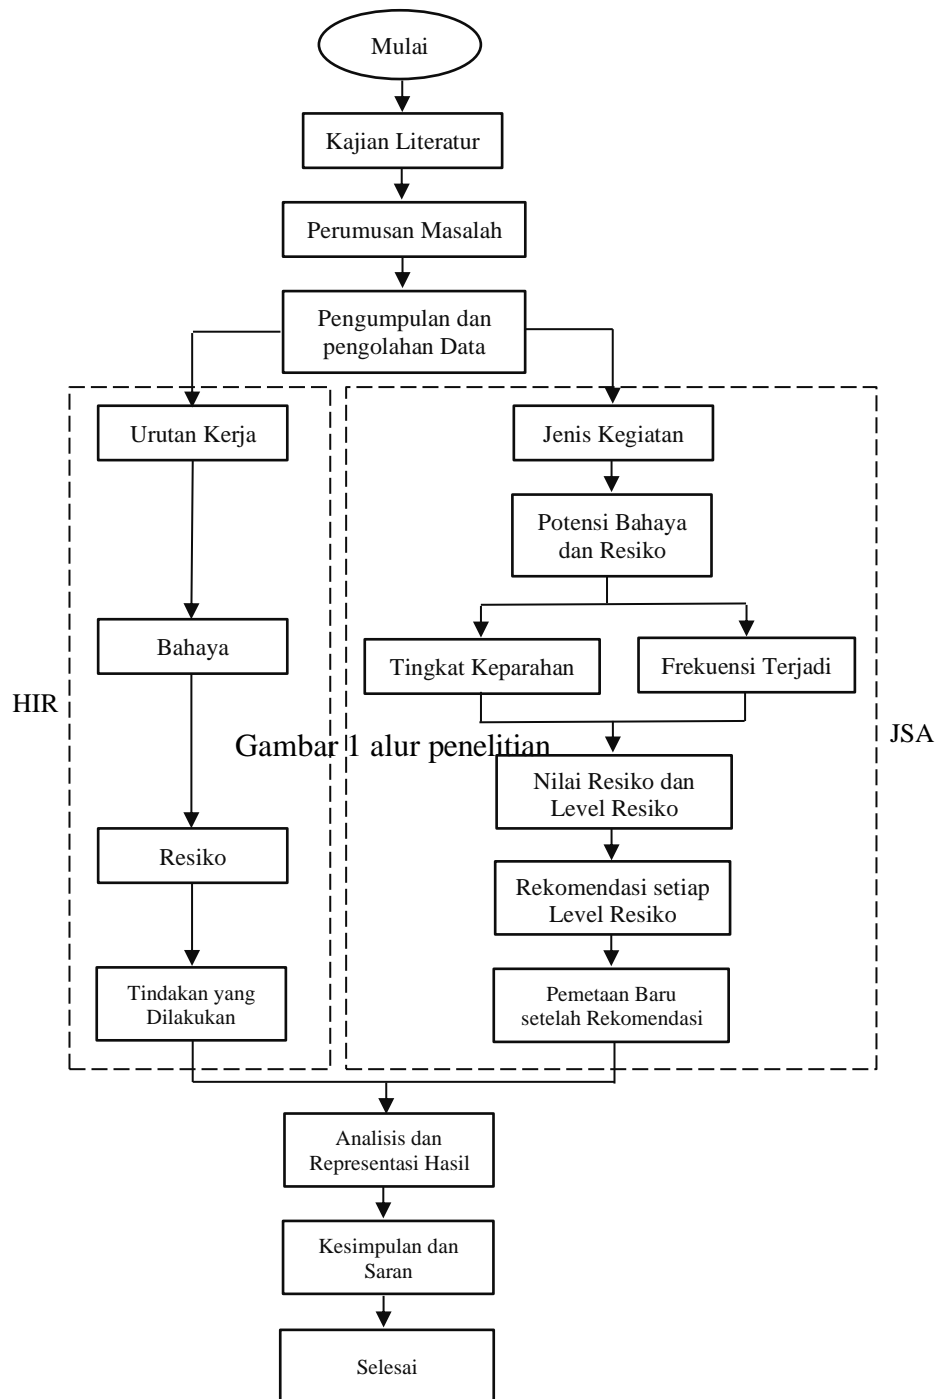 Mulai
Kajian Literatur
Perumusan Masalah
Pengumpulan dan
pengolahan Data
HIR
Urutan Kerja
Bahaya
Resiko
Tindakan yang
Dilakukan
Jenis Kegiatan
Potensi Bahaya
dan Resiko
Tingkat Keparahan
Frekuensi Terjadi
JSA
Gambar 1 alur penelitian
Nilai Resiko dan
Level Resiko
Rekomendasi setiap
Level Resiko
Pemetaan Baru
setelah Rekomendasi
Analisis dan
Representasi Hasil
Kesimpulan dan
Saran
Selesai